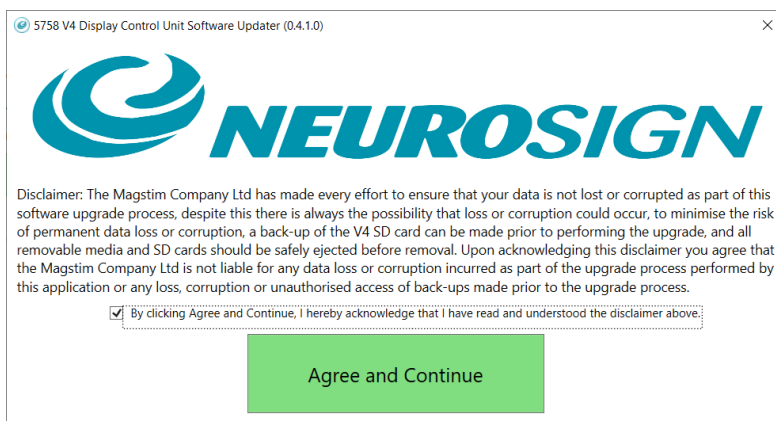 5758 V4 Display Control Unit Software Updater (0.4.1.0)
NEUROSIGN
Disclaimer: The Magstim Company Ltd has made every effort to ensure that your data is not lost or corrupted as part of this
software upgrade process, despite this there is always the possibility that loss or corruption could occur, to minimise the risk
of permanent data loss or corruption, a back-up of the V4 SD card can be made prior to performing the upgrade, and all
removable media and SD cards should be safely ejected before removal. Upon acknowledging this disclaimer you agree that
the Magstim Company Ltd is not liable for any data loss or corruption incurred as part of the upgrade process performed by
this application or any loss, corruption or unauthorised access of back-ups made prior to the upgrade process.
By clicking Agree and Continue, I hereby acknowledge that I have read and understood the disclaimer above.
Agree and Continue